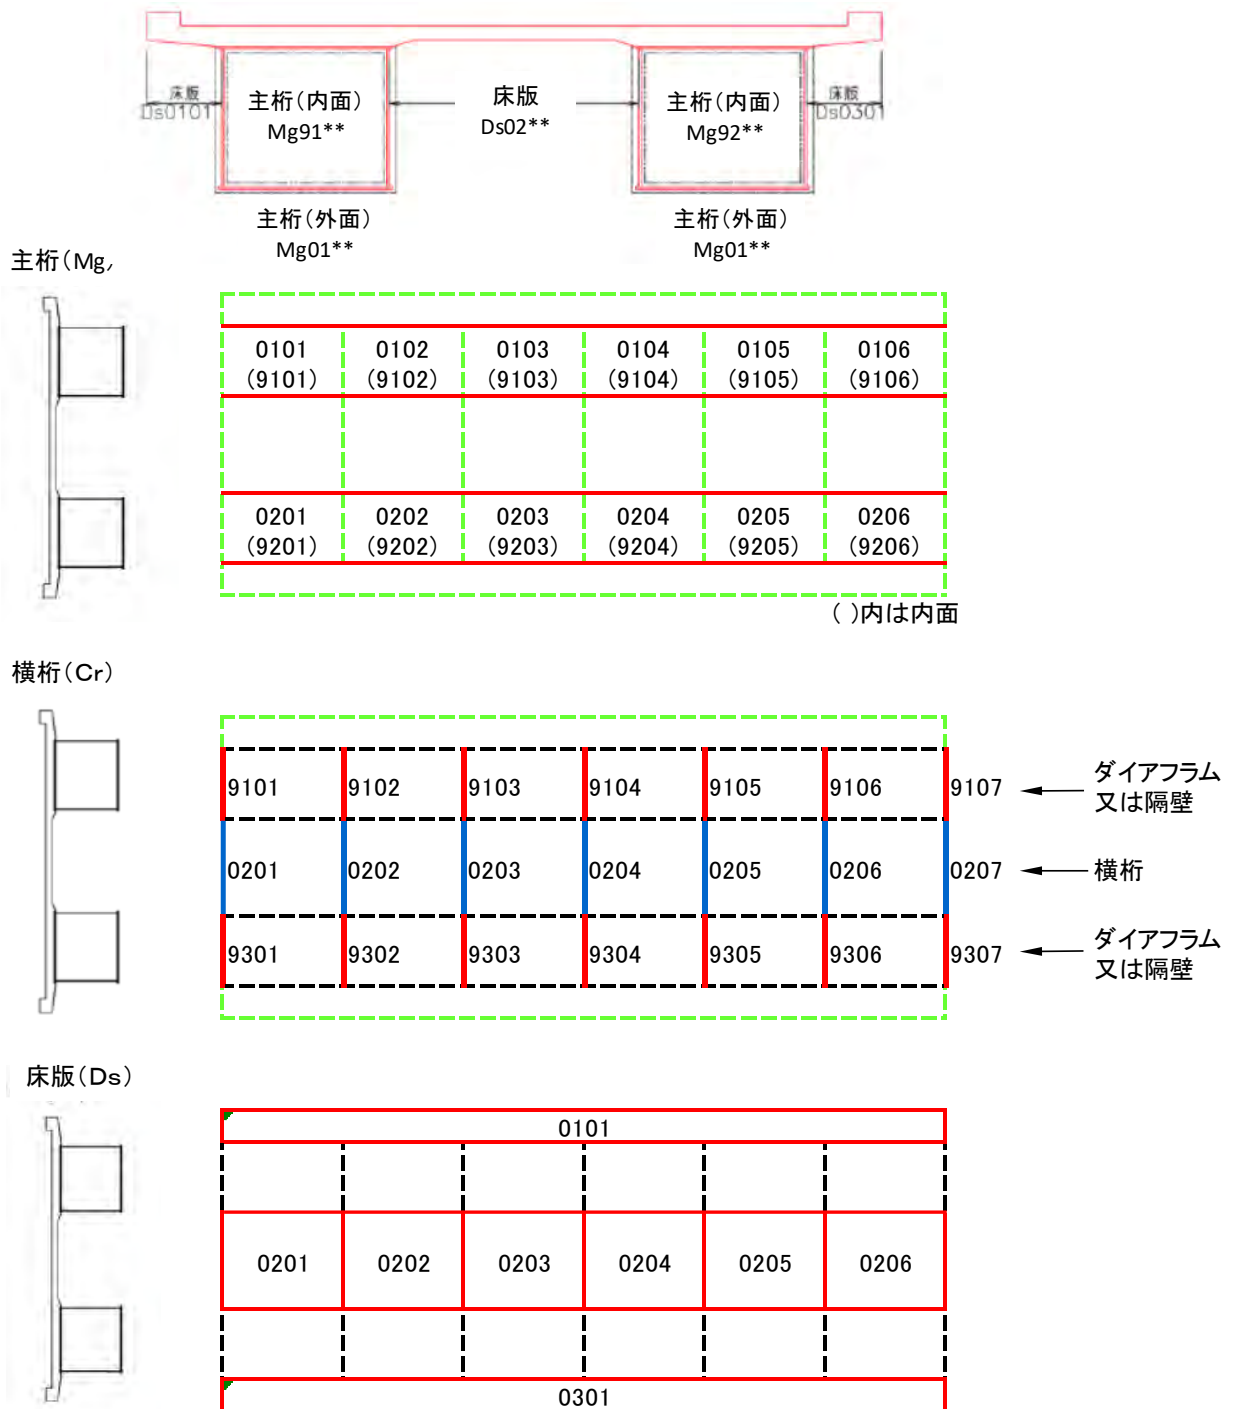 床版
Ds0101
主桁(内面)
Mg91**
床版
Ds02**
主桁(内面)
Mg92**
床版
Ds0301
主桁(外面)
Mg01**
主桁(外面)
Mg01**
主桁(Mg,
0101 0102 0103 0104 0105 0106
(9101) (9102) (9103) (9104) (9105) (9106)
0201 0202 0203 0204 0205 0206
(9201) (9202) (9203) (9204) (9205) (9206)
( )内は内面
横桁(Cr)
9101 9102 9103 9104 9105 9106 9107
ダイアフラム
又は隔壁
0201 0202 0203 0204 0205 0206 0207
横桁
9301 9302 9303 9304 9305 9306 9307
ダイアフラム
又は隔壁
床版(Ds)
0101
0201 0202 0203 0204 0205 0206
0301